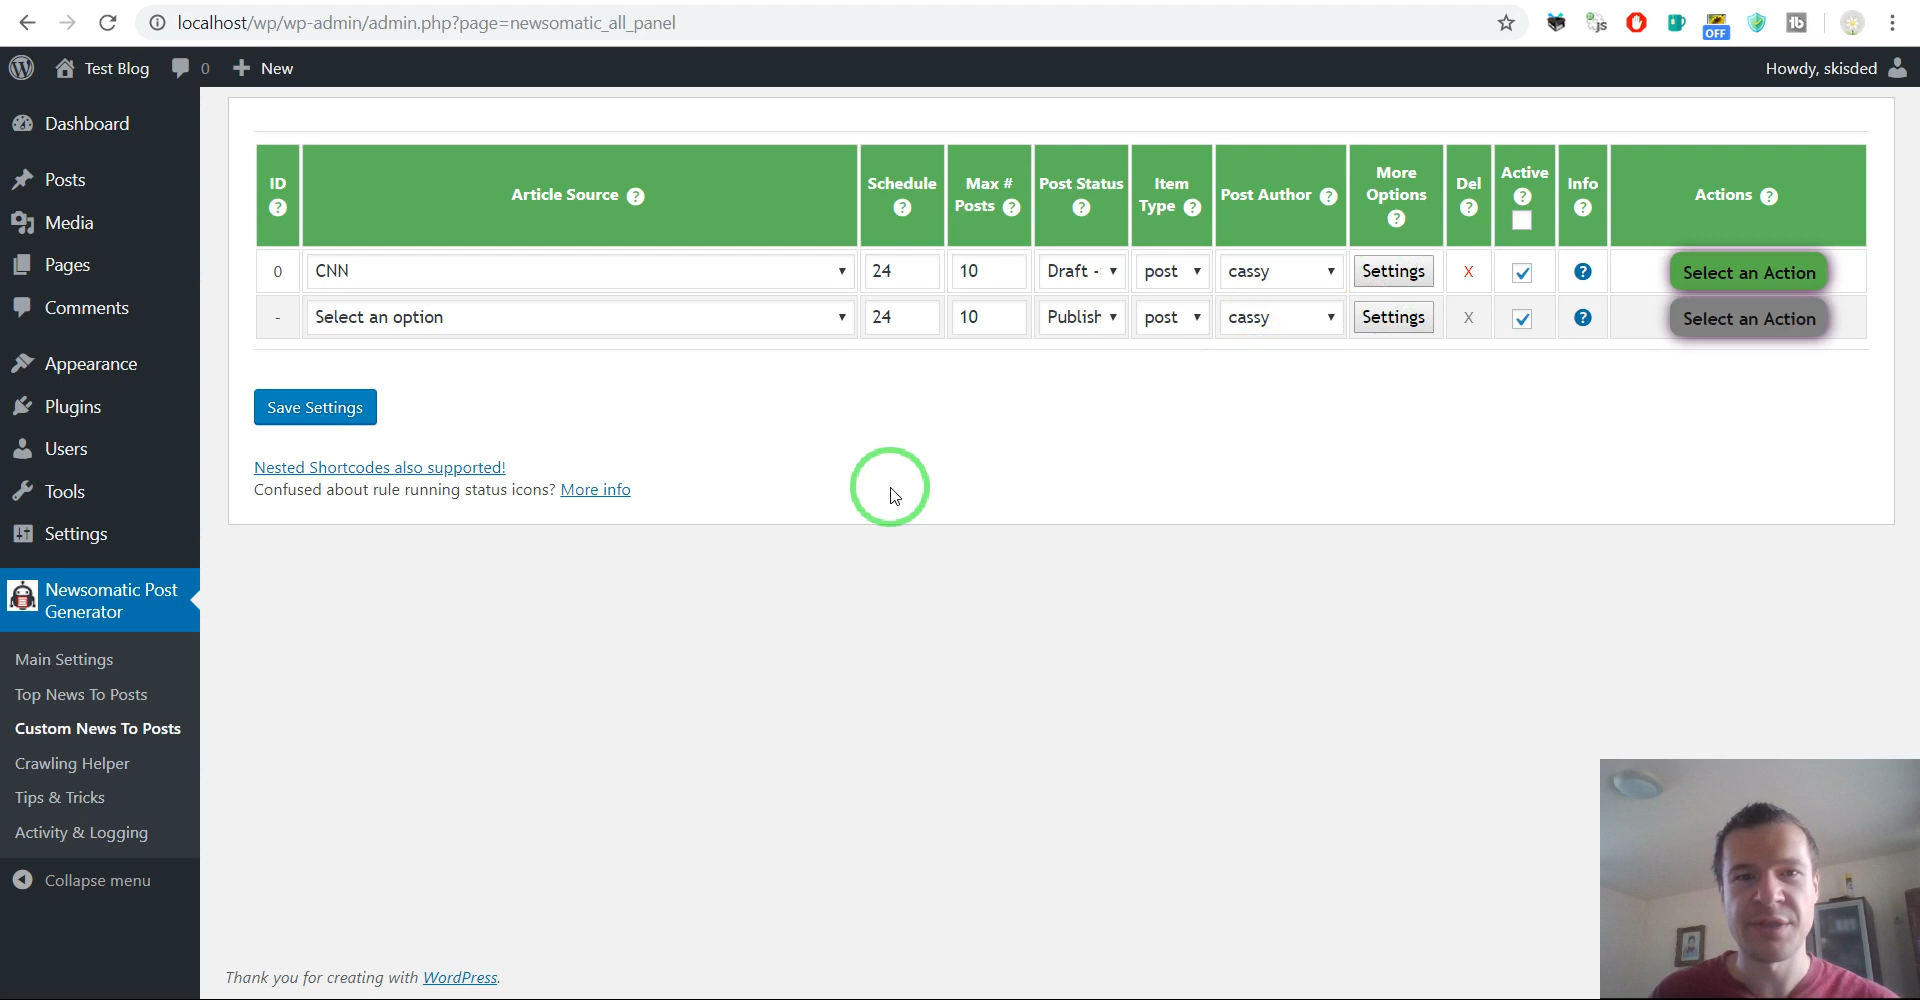 localhost/wp/wp-admin/admin.php?page=newsomatic_all_panel
OFF
Test Blog 0 New
Howdy, skisded
Dashboard
Posts
Media
Pages
Comments
Appearance
Plugins
Users
Tools
Settings
Newsomatic Post
Generator
Main Settings
Top News To Posts
Custom News To Posts
Crawling Helper
Tips & Tricks
Activity & Logging
Collapse menu
ID ?
Article Source ?
Schedule ?
Max #
Posts ?
Post Status ?
Item
Type ?
Post Author ?
More
Options ?
Del ?
Active ?
Info ?
Actions ?
0 CNN 24 10 Draft - post cassy Settings X ? Select an Action
- Select an option 24 10 Publish post cassy Settings X ? Select an Action
Save Settings
Nested Shortcodes also supported!
Confused about rule running status icons? More info
Thank you for creating with WordPress.